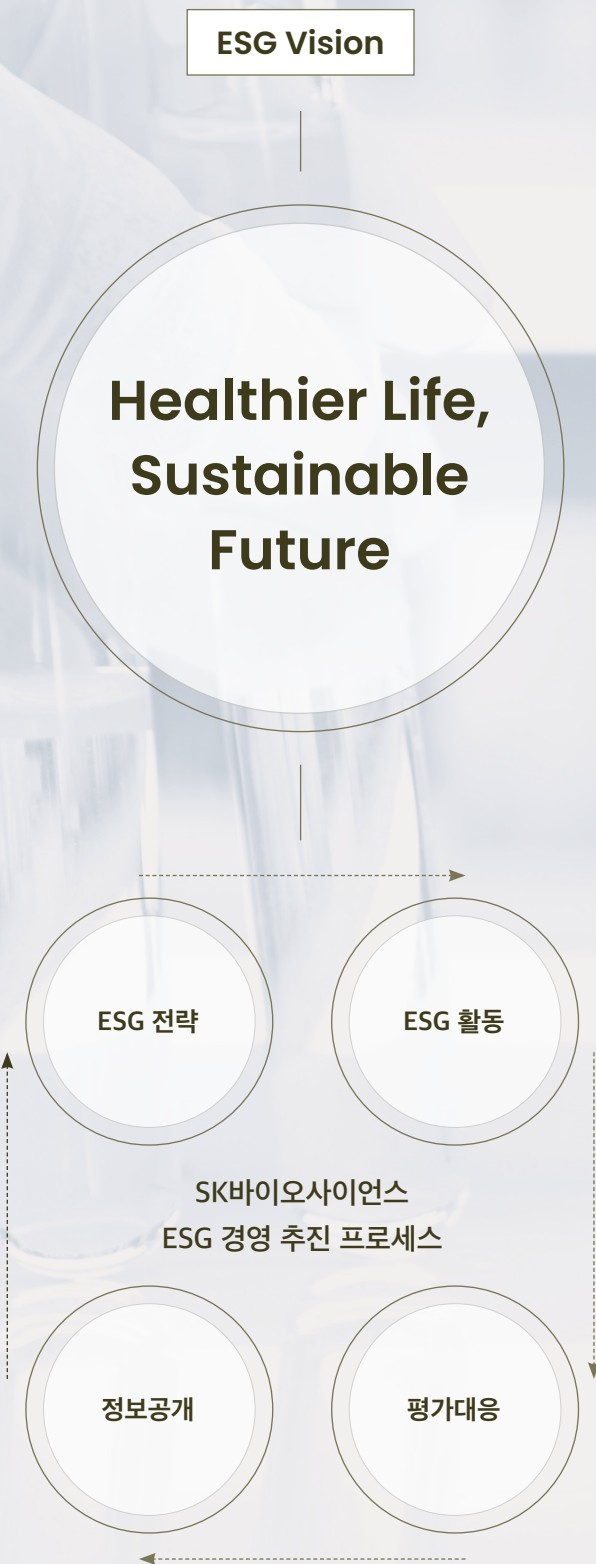 ESG Vision
Healthier Life,
Sustainable
Future
ESG 전략
ESG 활동
SK바이오사이언스
ESG 경영 추진 프로세스
정보공개
평가대응